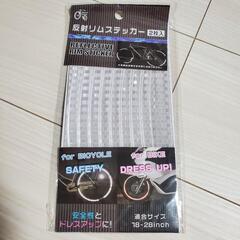 反射リムステッカー 2枚入
REFLECTIVE
RIM STICKER
for BICYCLE
SAFETY
for BIKE
DRESS UP!
安全性と
ドレスアップに!
適合サイズ
18-28inch